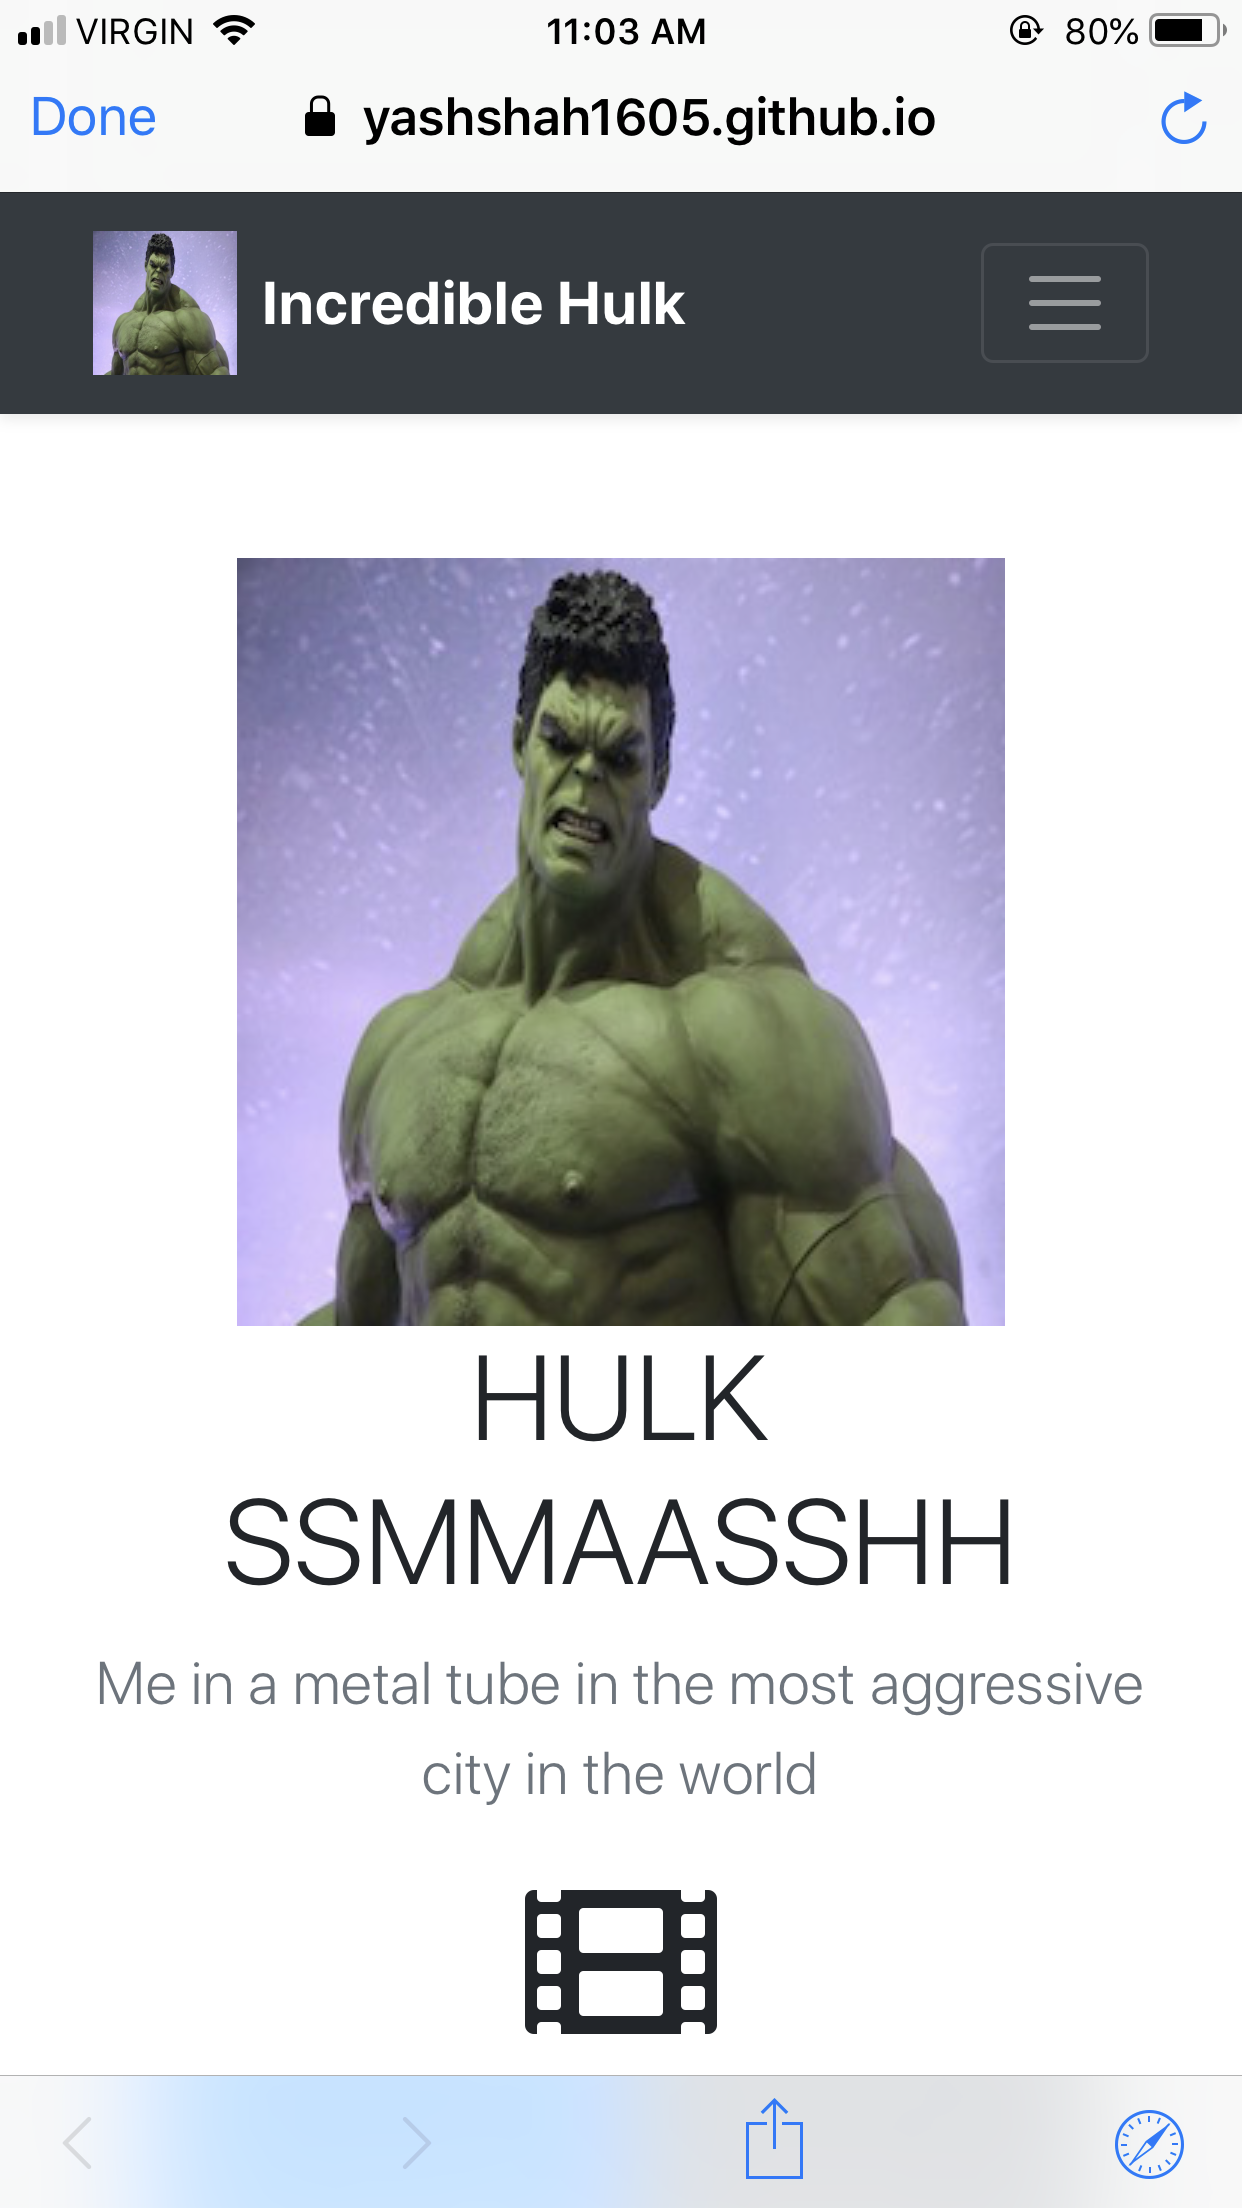 VIRGIN 11:03 AM 80%
Done yashshah1605.github.io
Incredible Hulk
HULK
SSMMAASSHH
Me in a metal tube in the most aggressive
city in the world